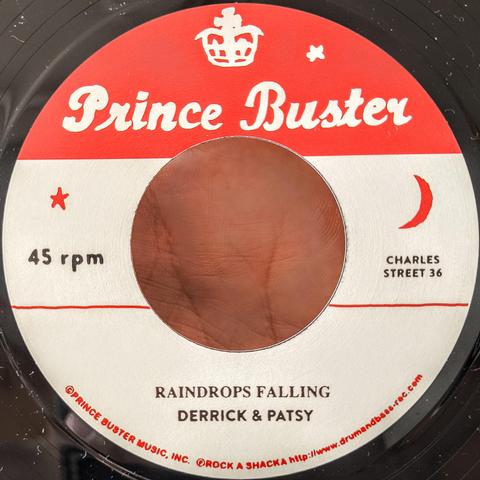 Prince Buster
45 rpm
CHARLES
STREET 36
RAINDROPS FALLING
DERRICK & PATSY
©PRINCE BUSTER MUSIC, INC. ℗ROCK A SHACKA http://www.drumandbass-rec.com